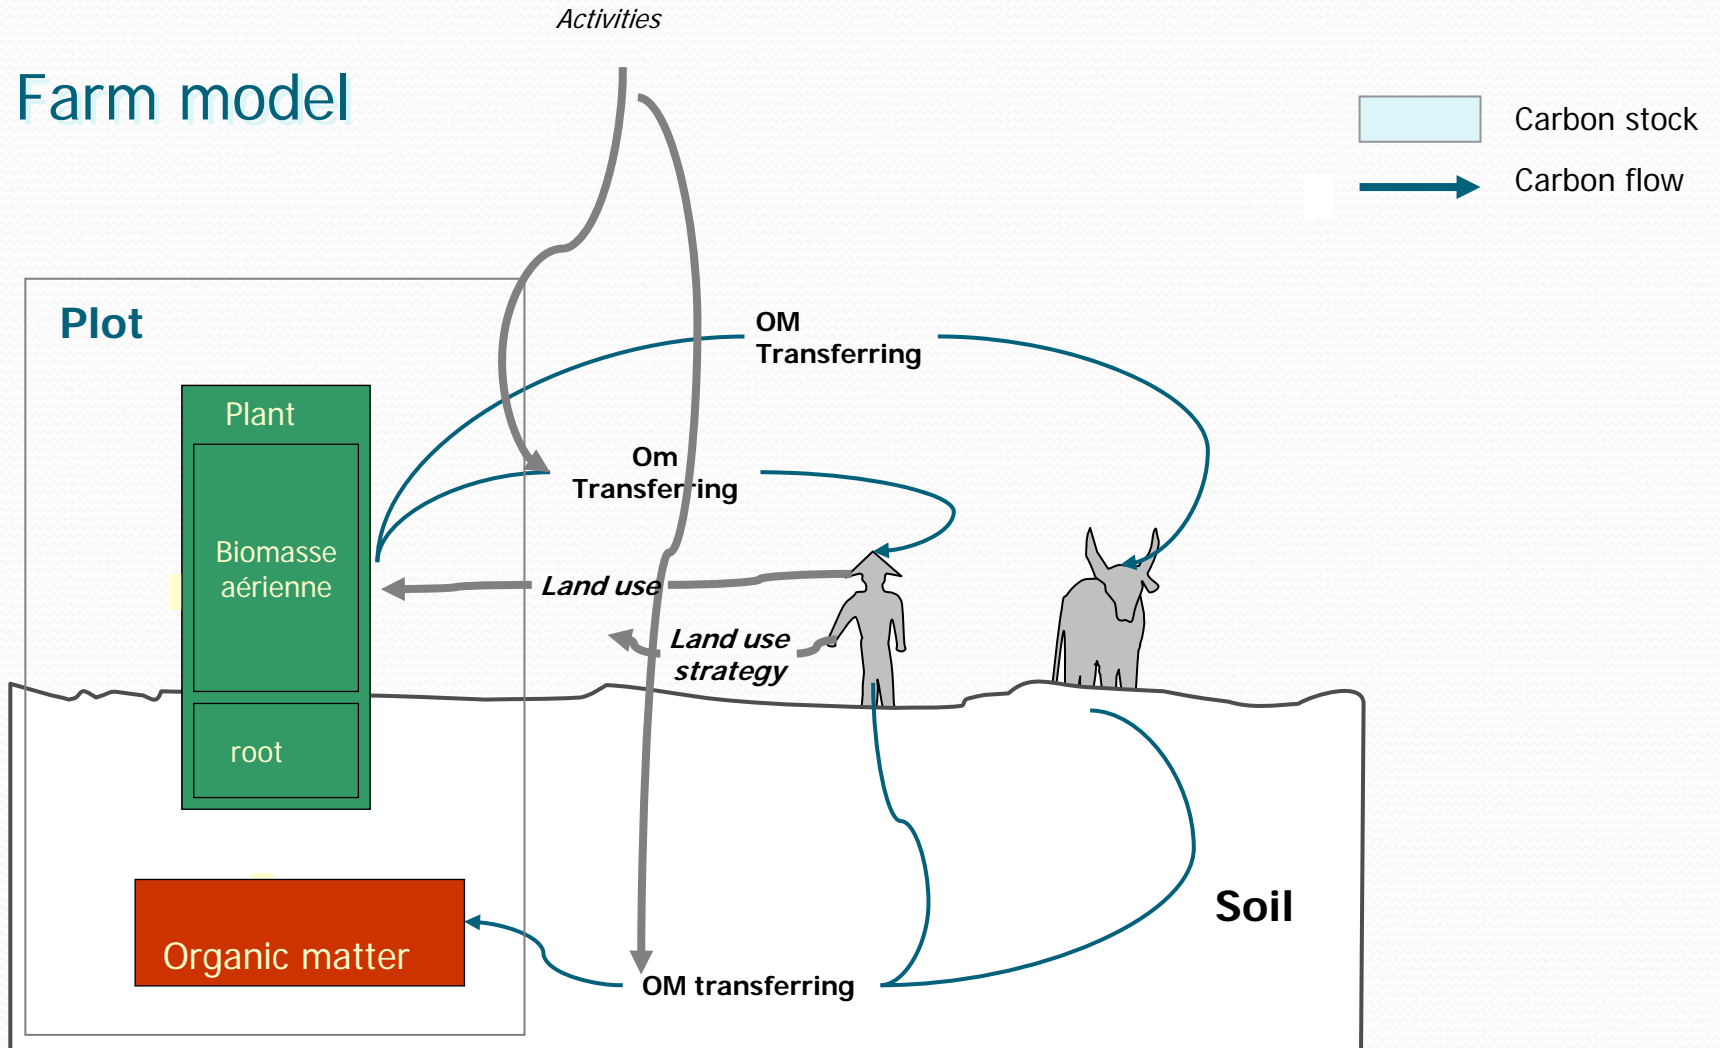 Activities
Farm model
Carbon stock
Carbon flow
Plot
OM
Transferring
Plant
Om
Transferring
Biomasse
aérienne
Land use
Land use
strategy
root
Soil
Organic matter
OM transferring